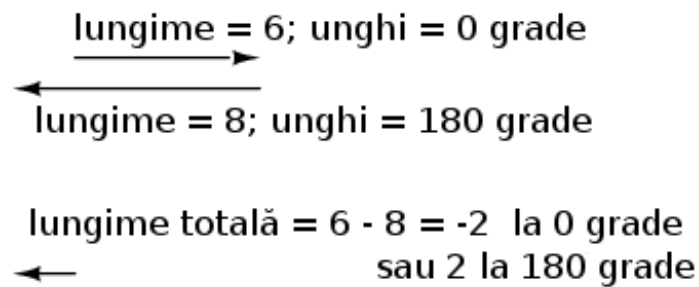 lungime = 6; unghi = 0 grade
lungime = 8; unghi = 180 grade
lungime totală = 6 - 8 = -2 la 0 grade
sau 2 la 180 grade